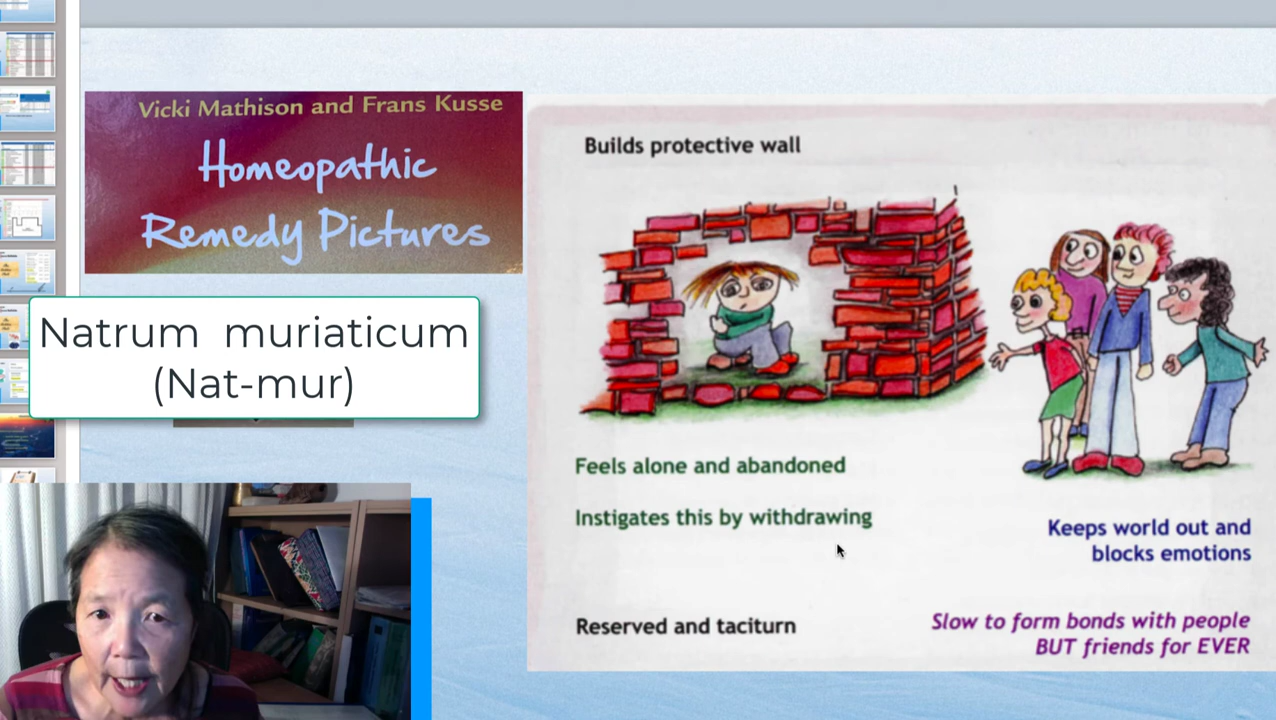 Vicki Mathison and Frans Kusse
Homeopathic
Remedy Pictures
Natrum muriaticum
(Nat-mur)
Builds protective wall
Feels alone and abandoned
Instigates this by withdrawing
Keeps world out and
blocks emotions
Reserved and taciturn
Slow to form bonds with people
BUT friends for EVER